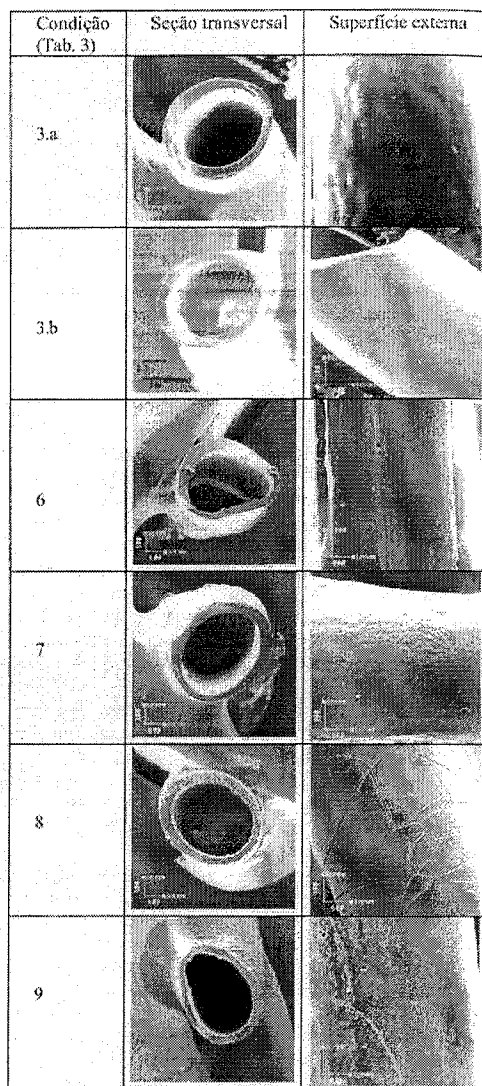 Condição Seção transversal Superfície externa
(Tab. 3)
3.a
3.b
6
7
8
9